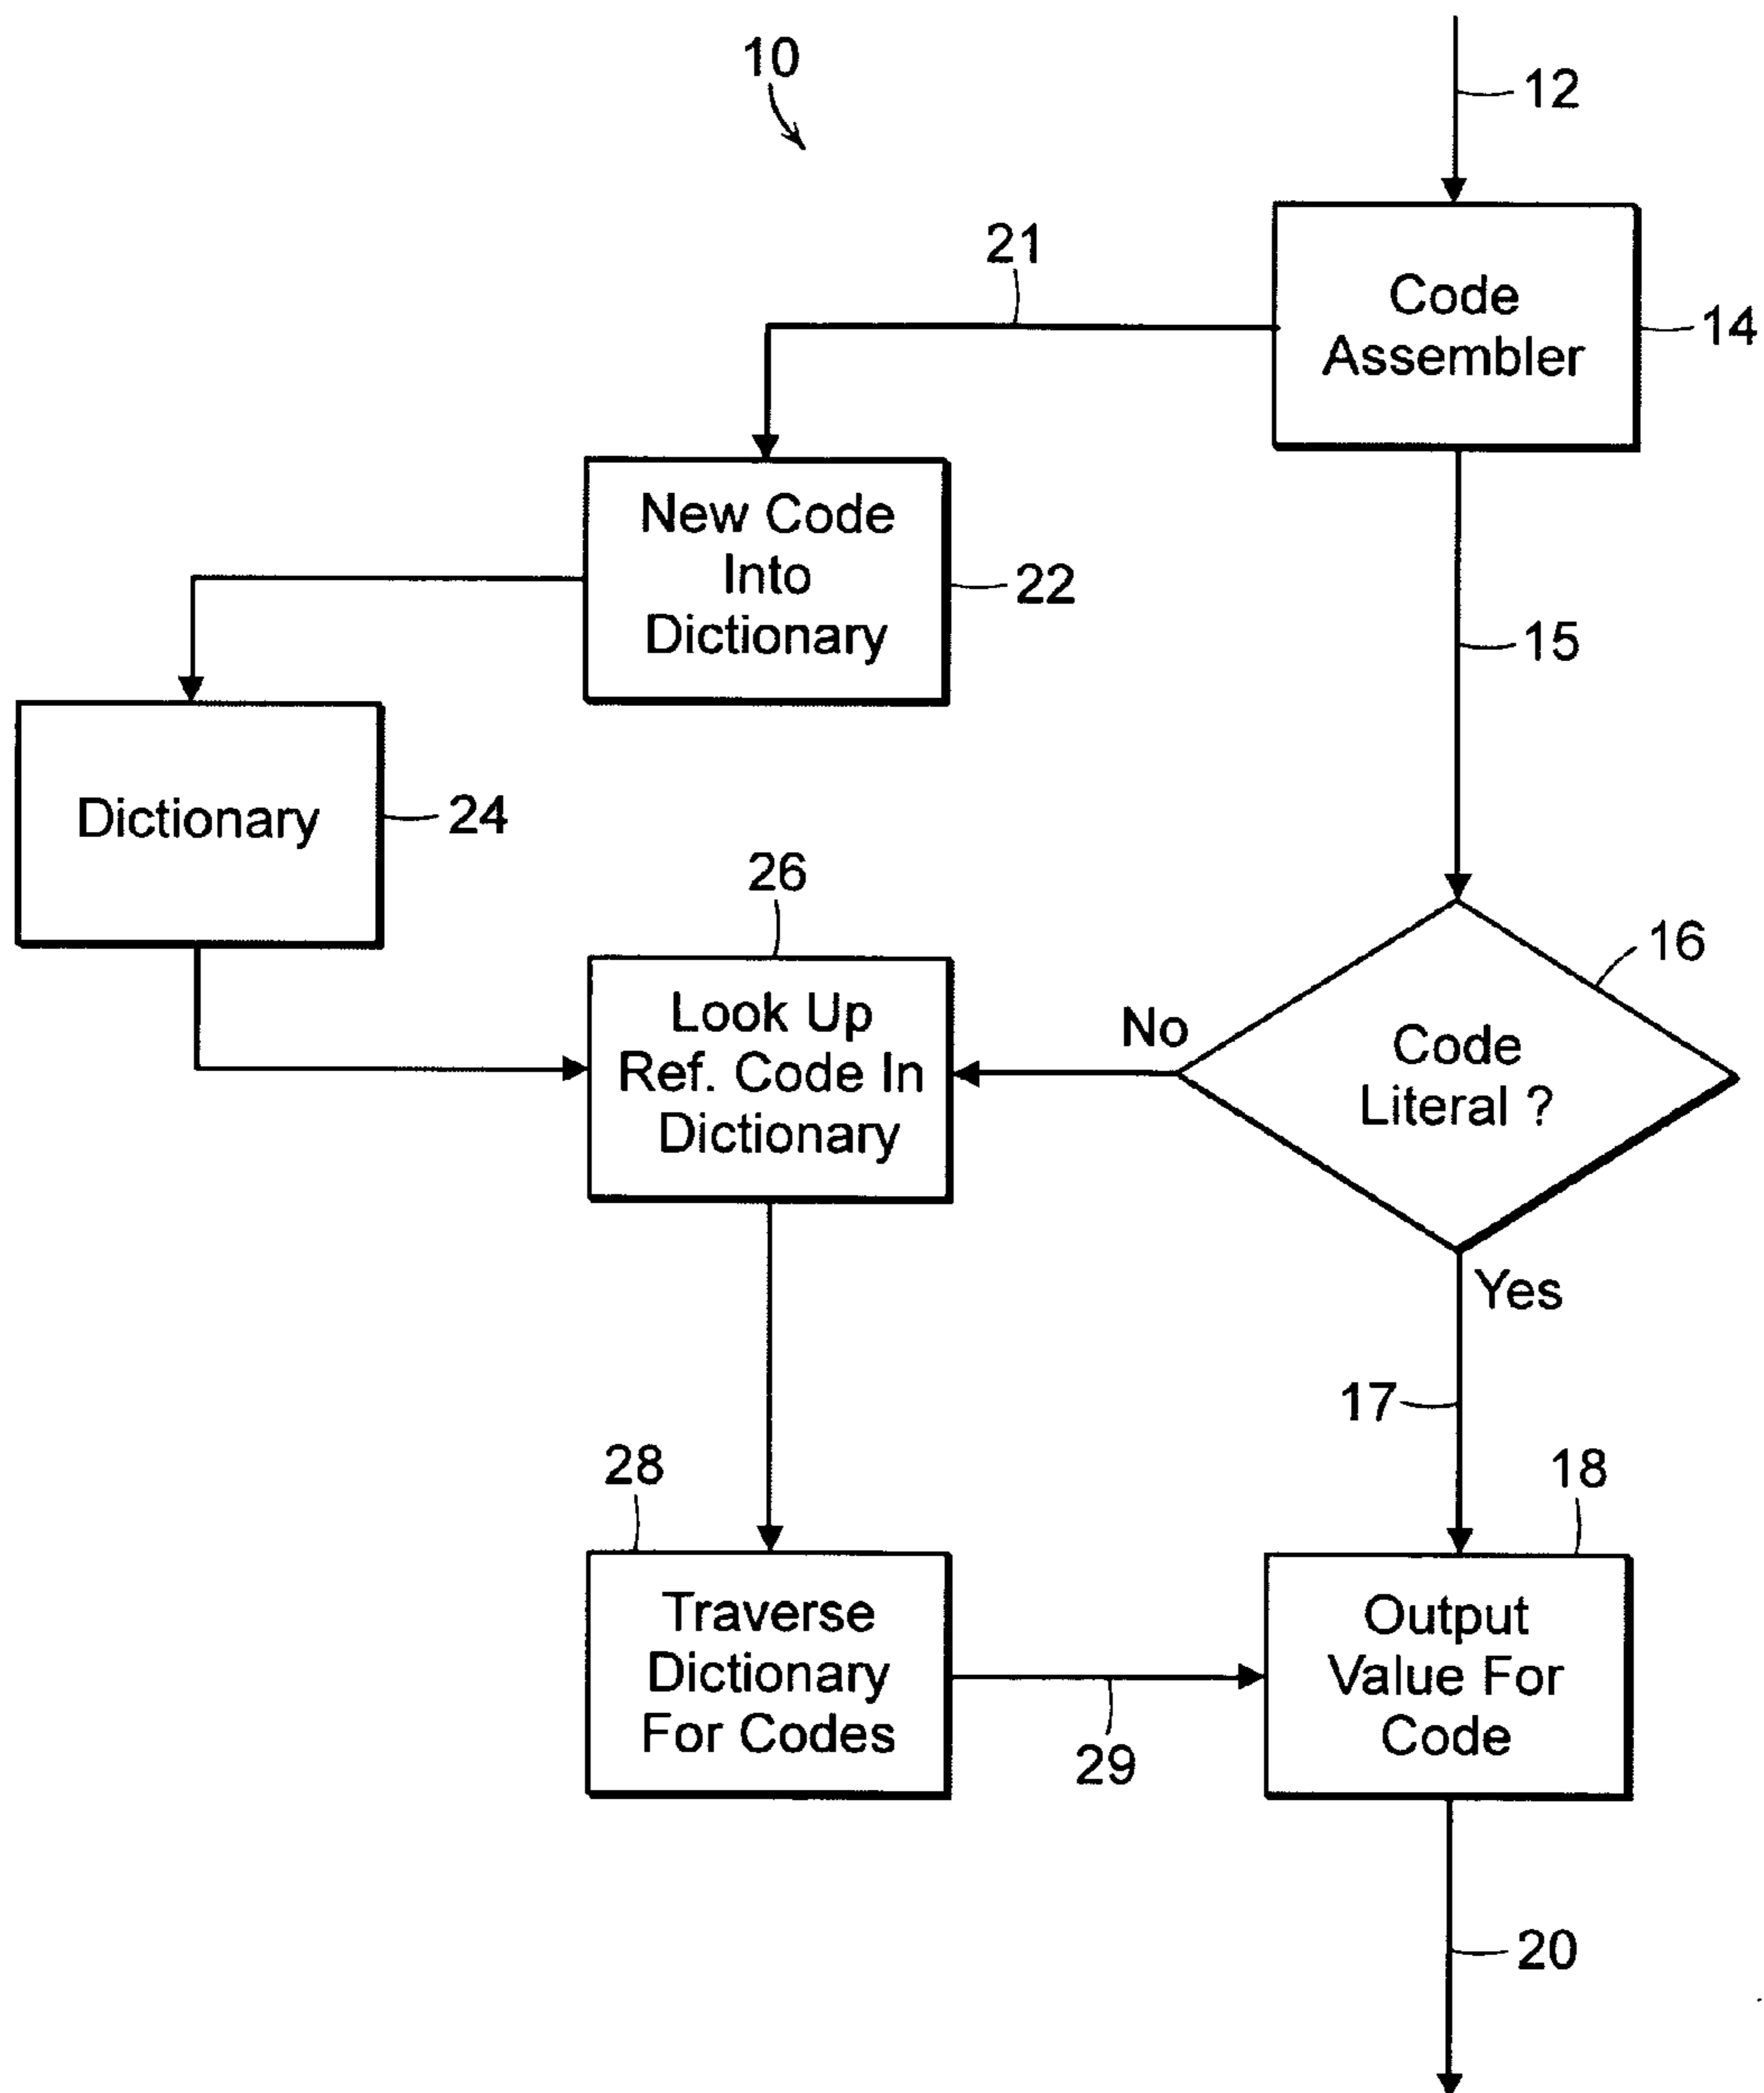 10
12
21
Code
Assembler
14
New Code
Into
Dictionary
22
15
Dictionary
24
26
16
Look Up
Ref. Code In
Dictionary
No
Code
Literal ?
Yes
17
28
18
Traverse
Dictionary
For Codes
Output
Value For
Code
29
20